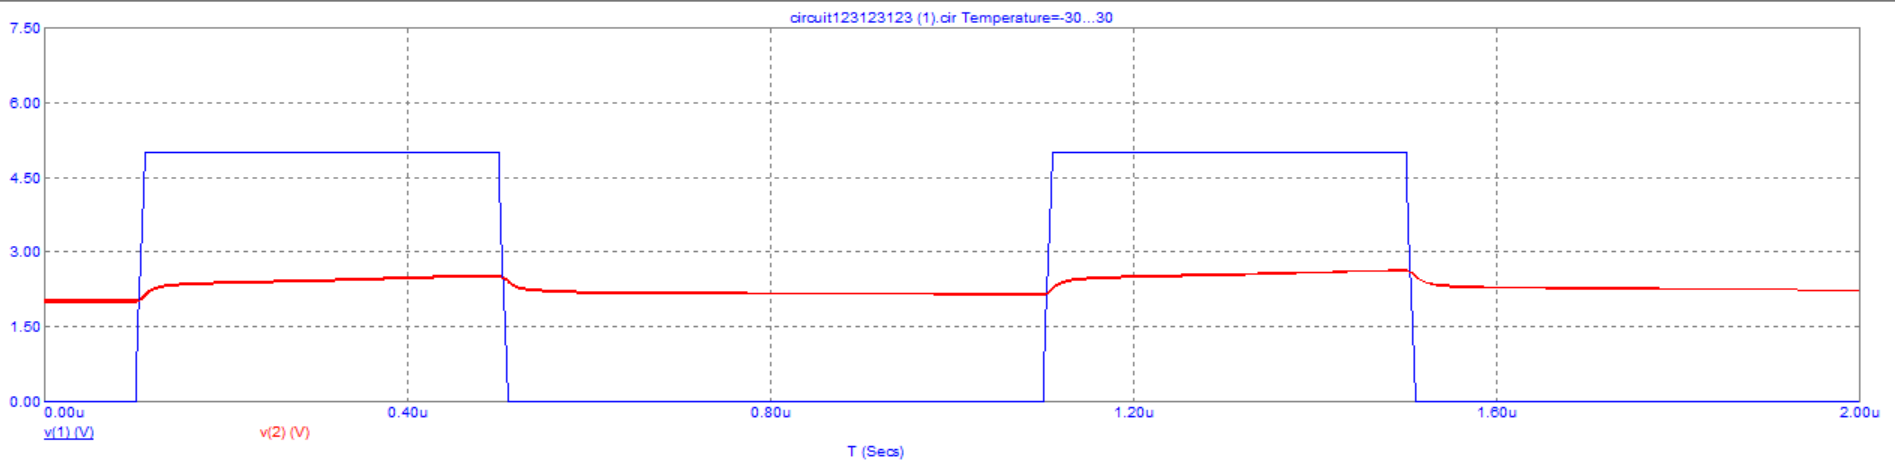 circuit123123123 (1).cir Temperature=-30...30
7.50
6.00
4.50
3.00
1.50
0.00
0.00u 0.40u 0.80u 1.20u 1.60u 2.00u
v(1) (V) v(2) (V)
T (Secs)